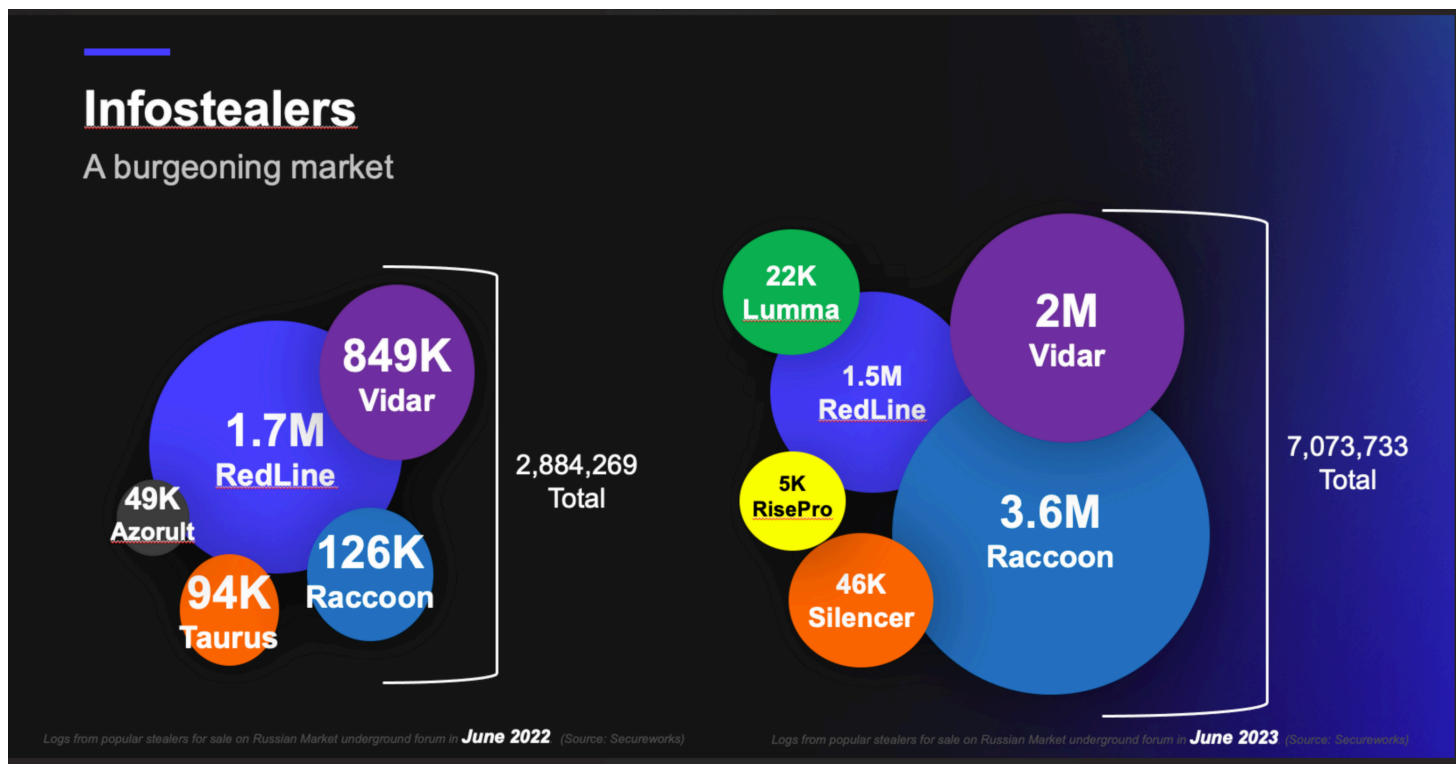 Infostealers
A burgeoning market
849K
Vidar
1.7M
RedLine
49K
Azorult
94K
Taurus
126K
Raccoon
2,884,269
Total
Logs from popular stealers for sale on Russian Market underground forum in June 2022. (Source: Secureworks)
22K
Lumma
2M
Vidar
1.5M
RedLine
5K
RisePro
3.6M
Raccoon
46K
Silencer
7,073,733
Total
Logs from popular stealers for sale on Russian Market underground forum in June 2023. (Source: Secureworks)